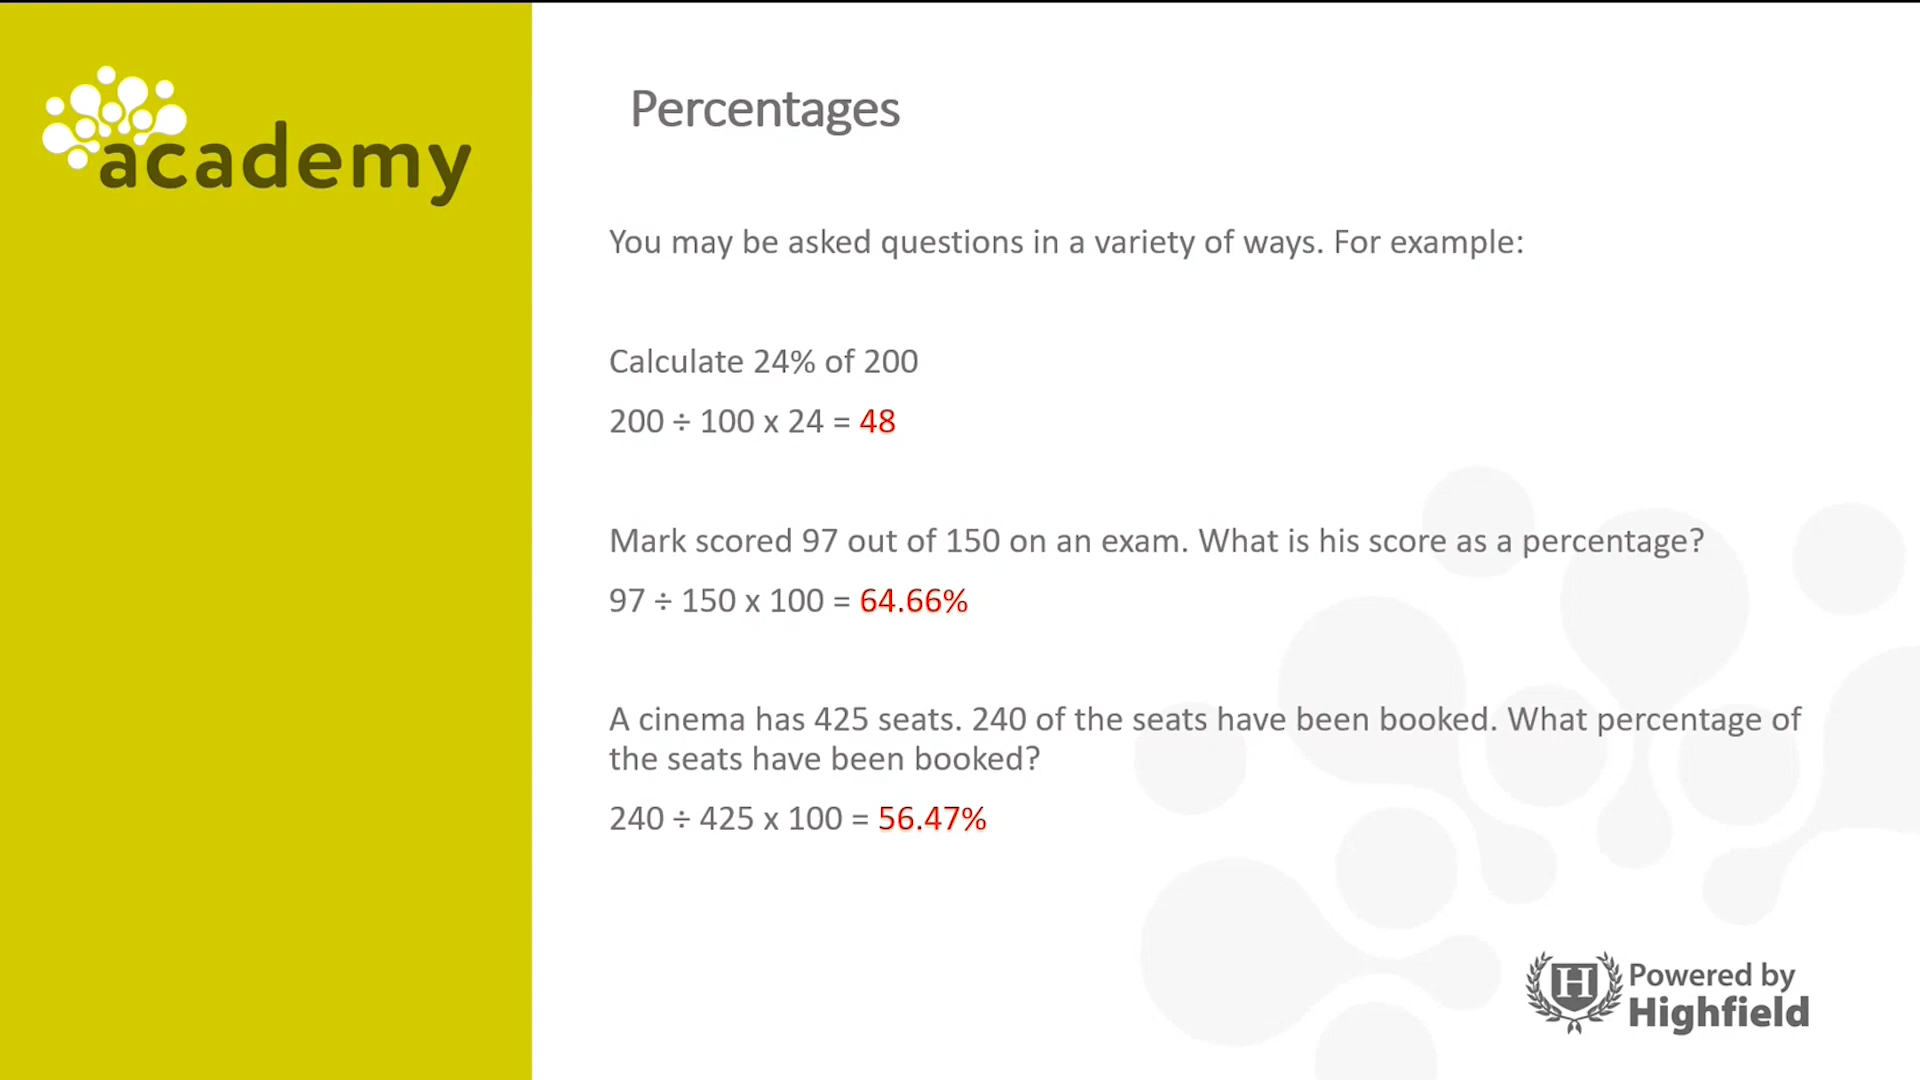 academy
Percentages
You may be asked questions in a variety of ways. For example:
Calculate 24% of 200
200 ÷ 100 x 24 = 48
Mark scored 97 out of 150 on an exam. What is his score as a percentage?
97 ÷ 150 x 100 = 64.66%
A cinema has 425 seats. 240 of the seats have been booked. What percentage of
the seats have been booked?
240 ÷ 425 x 100 = 56.47%
H
Powered by
Highfield